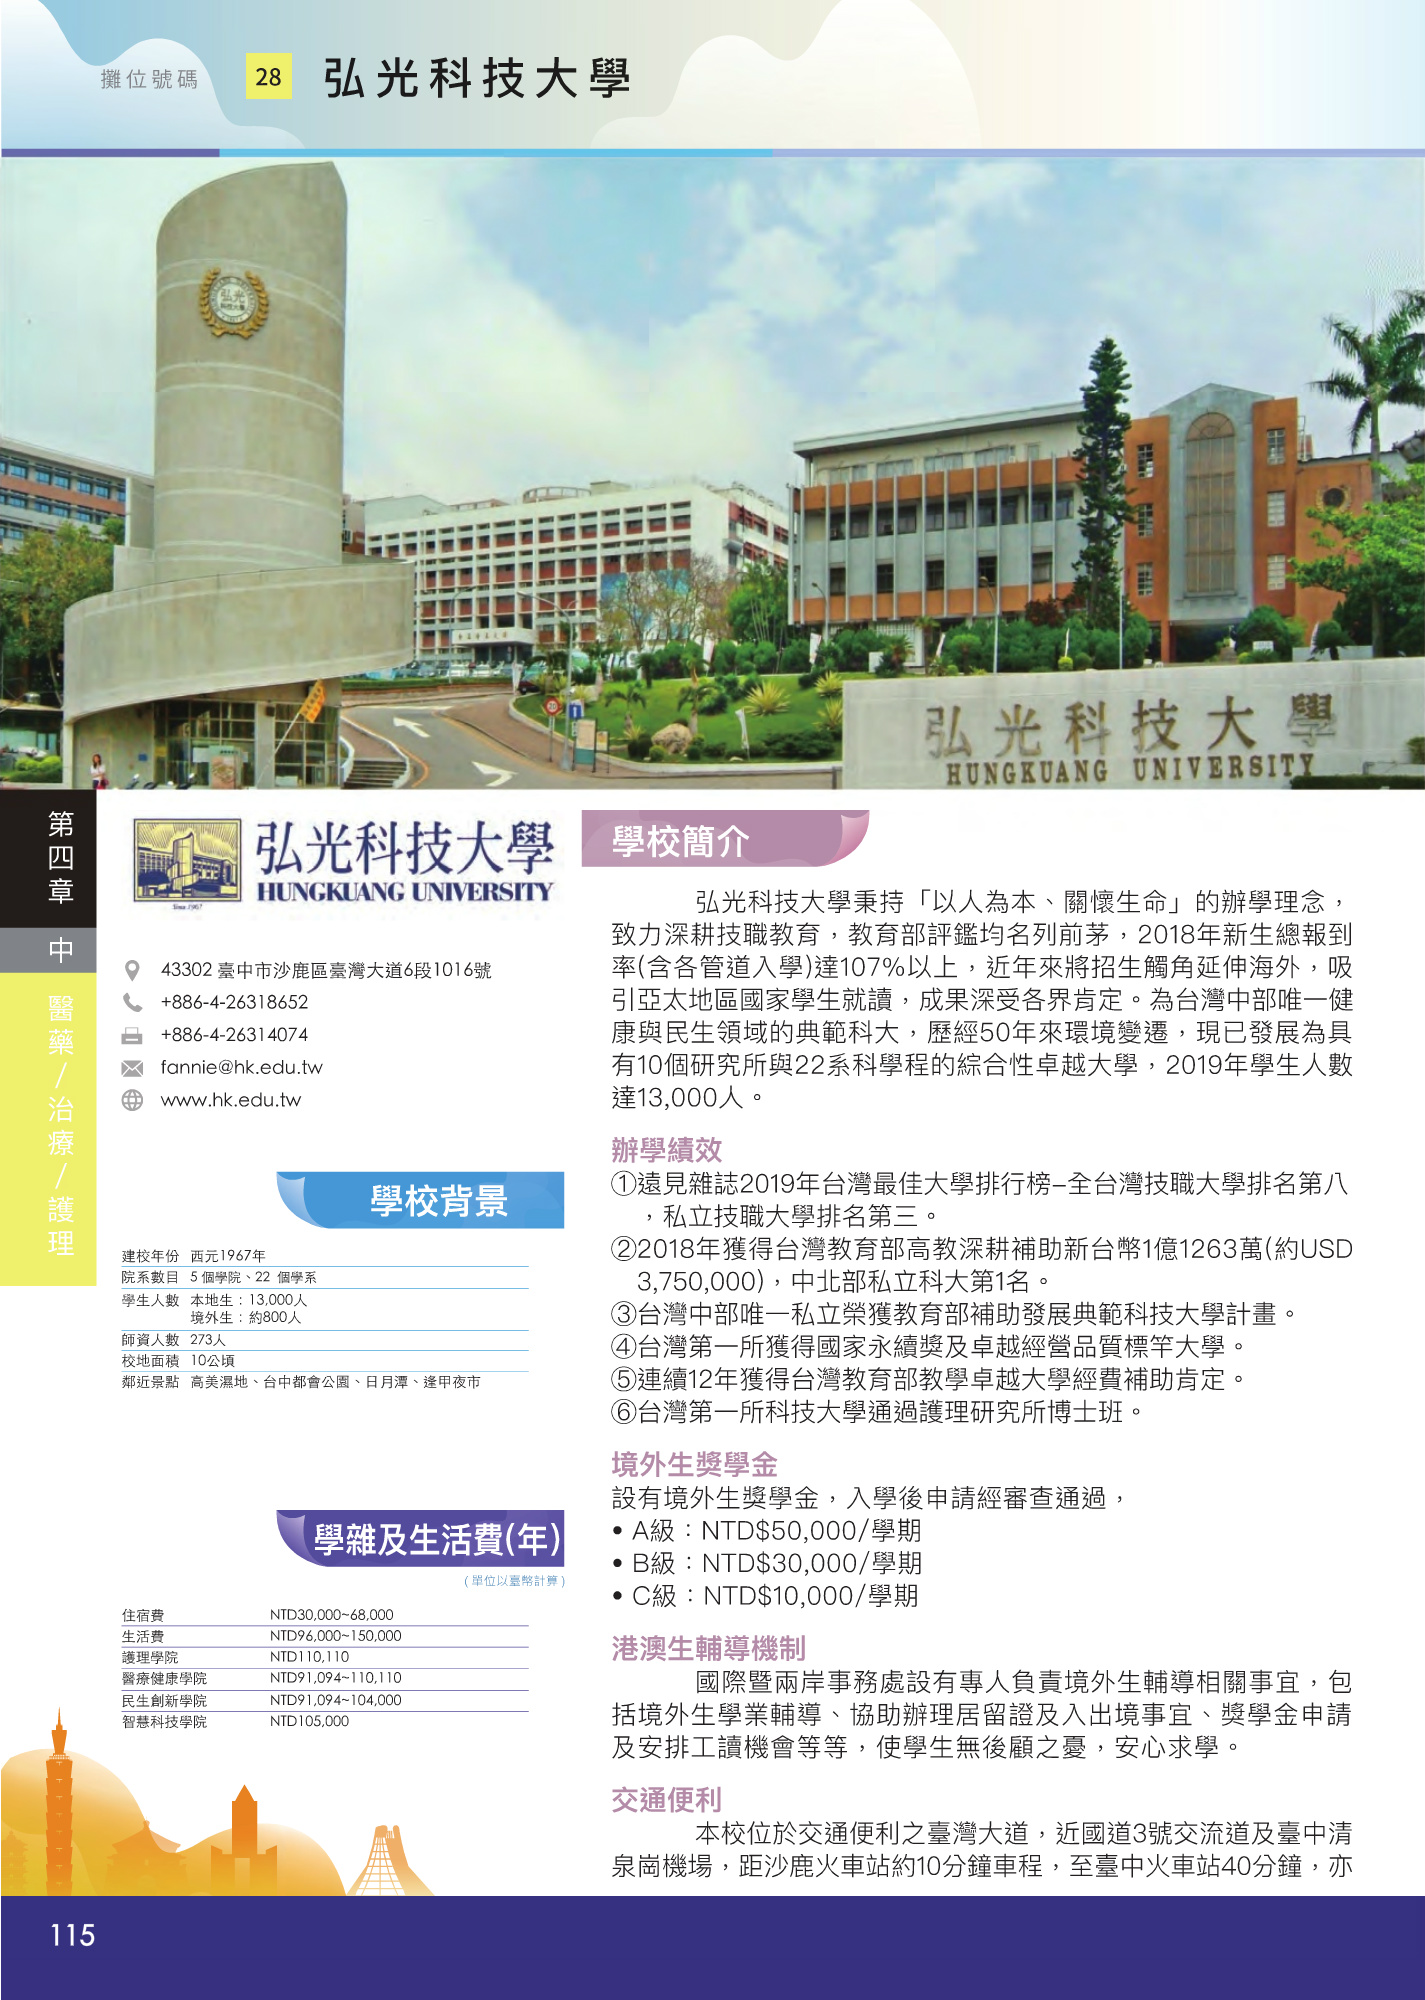 攤位號碼 28 弘光科技大學
弘光科技大學
HUNGKUANG UNIVERSITY
第四章
中
醫藥/治療/護理
弘光科技大學
HUNGKUANG UNIVERSITY
Since 1967
43302 臺中市沙鹿區臺灣大道6段1016號
+886-4-26318652
+886-4-26314074
fannie@hk.edu.tw
www.hk.edu.tw
學校背景
建校年份 西元1967年
院系數目 5 個學院、22 個學系
學生人數 本地生：13,000人
境外生：約800人
師資人數 273人
校地面積 10公頃
鄰近景點 高美濕地、台中都會公園、日月潭、逢甲夜市
學雜及生活費(年)
(單位以臺幣計算)
住宿費 NTD30,000~68,000
生活費 NTD96,000~150,000
護理學院 NTD110,110
醫療健康學院 NTD91,094~110,110
民生創新學院 NTD91,094~104,000
智慧科技學院 NTD105,000
學校簡介
弘光科技大學秉持「以人為本、關懷生命」的辦學理念，
致力深耕技職教育，教育部評鑑均名列前茅，2018年新生總報到
率(含各管道入學)達107%以上，近年來將招生觸角延伸海外，吸
引亞太地區國家學生就讀，成果深受各界肯定。為台灣中部唯一健
康與民生領域的典範科大，歷經50年來環境變遷，現已發展為具
有10個研究所與22系科學程的綜合性卓越大學，2019年學生人數
達13,000人。
辦學績效
①遠見雜誌2019年台灣最佳大學排行榜–全台灣技職大學排名第八
，私立技職大學排名第三。
②2018年獲得台灣教育部高教深耕補助新台幣1億1263萬(約USD
3,750,000)，中北部私立科大第1名。
③台灣中部唯一私立榮獲教育部補助發展典範科技大學計畫。
④台灣第一所獲得國家永續獎及卓越經營品質標竿大學。
⑤連續12年獲得台灣教育部教學卓越大學經費補助肯定。
⑥台灣第一所科技大學通過護理研究所博士班。
境外生獎學金
設有境外生獎學金，入學後申請經審查通過，
• A級：NTD$50,000/學期
• B級：NTD$30,000/學期
• C級：NTD$10,000/學期
港澳生輔導機制
國際暨兩岸事務處設有專人負責境外生輔導相關事宜，包
括境外生學業輔導、協助辦理居留證及入出境事宜、獎學金申請
及安排工讀機會等等，使學生無後顧之憂，安心求學。
交通便利
本校位於交通便利之臺灣大道，近國道3號交流道及臺中清
泉崗機場，距沙鹿火車站約10分鐘車程，至臺中火車站40分鐘，亦
115